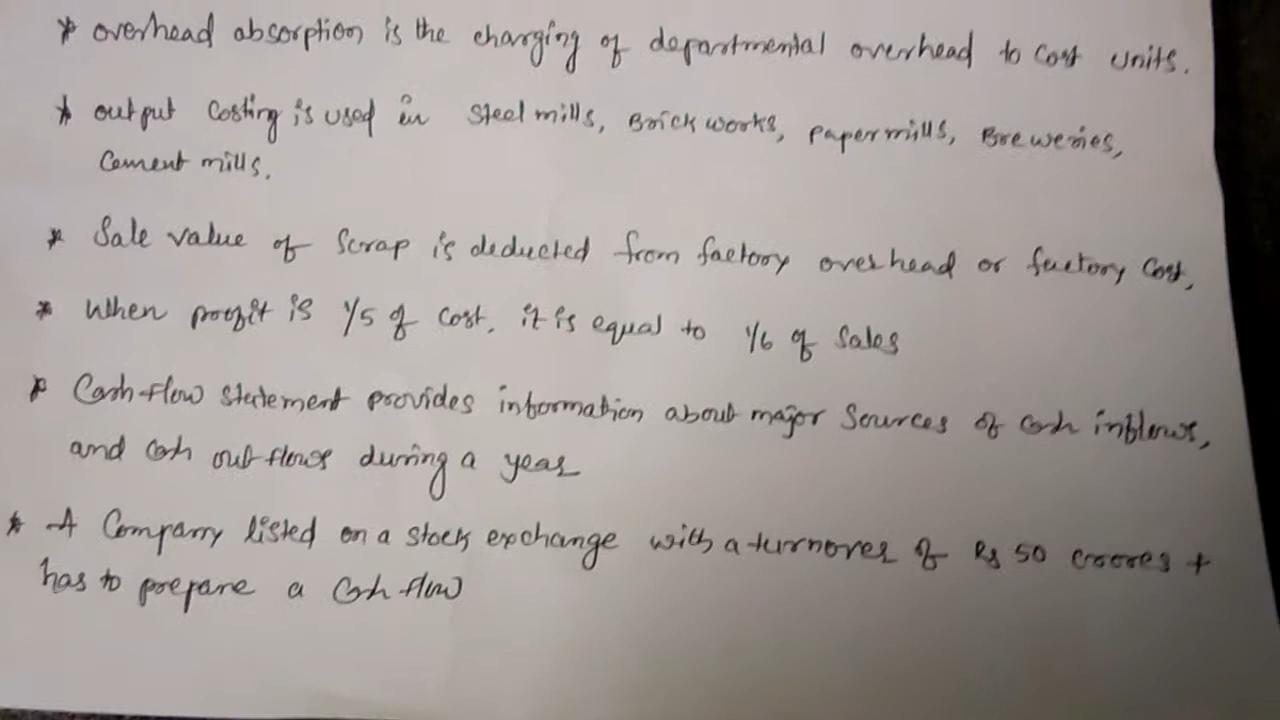 * overhead absorption is the charging of departmental overhead to cost units.
* output costing is used in Steel mills, Brick works, Paper mills, Breweries,
Cement mills.
* Sale value of Scrap is deducted from factory overhead or factory cost,
* When profit is 1/5 of cost, it is equal to 1/6 of Sales
* Cash-flow statement provides information about major Sources of cash inflows,
and cash out flows during a year
* A Company listed on a stock exchange with a turnover of Rs 50 crores +
has to prepare a Cash flow